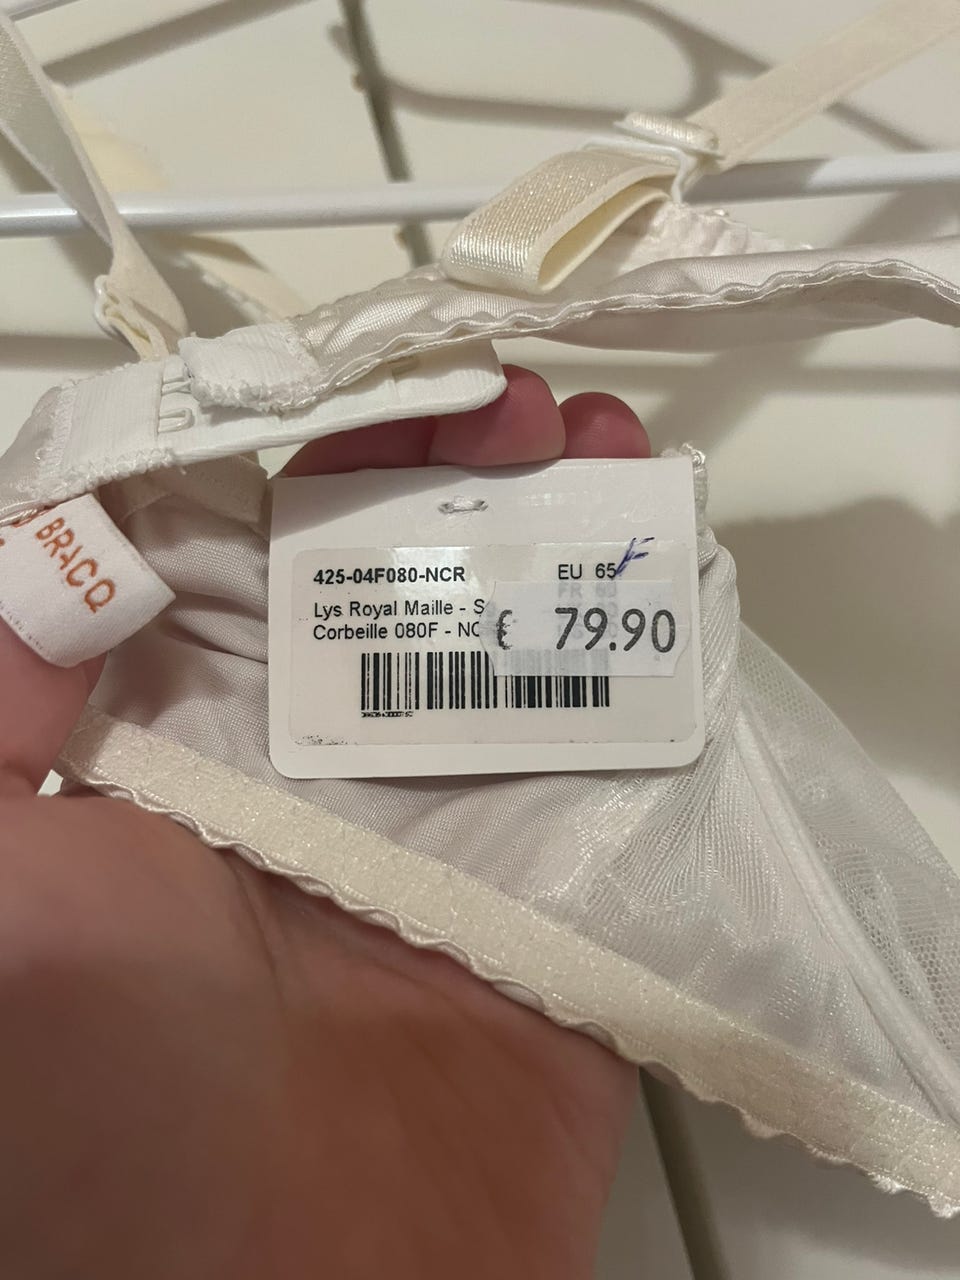 BRACQ
425-04F080-NCR
EU 65 F
Lys Royal Maille - S
Corbeille 080F - NC
€ 79.90